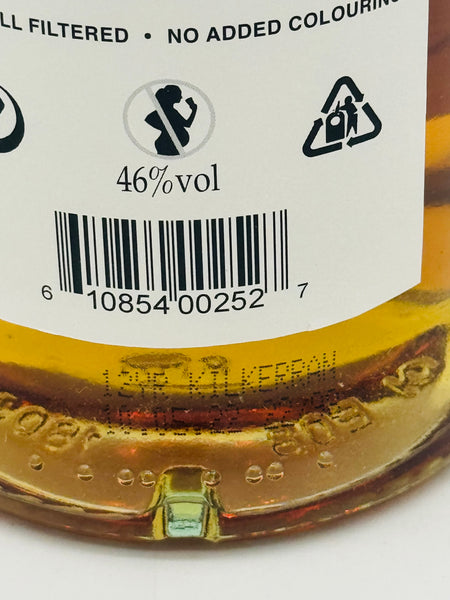 LL FILTERED • NO ADDED COLOURING
46%vol
6 10854 00252 7
12YR KILKERRAN